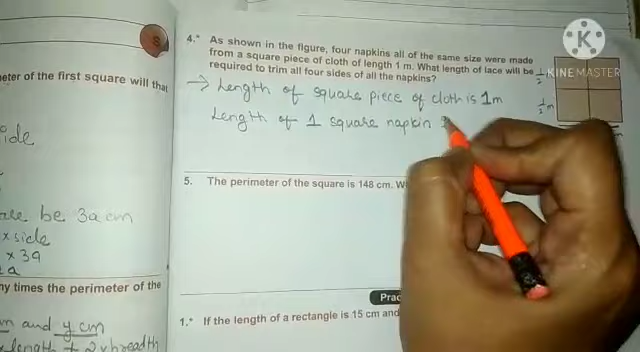 4.* As shown in the figure, four napkins all of the same size were made
from a square piece of cloth of length 1 m. What length of lace will be
required to trim all four sides of all the napkins?
→ Length of square piece of cloth is 1m
Length of 1 square napkin
5. The perimeter of the square is 148 cm.
1.* If the length of a rectangle is 15 cm and
eter of the first square will that
side
be 3a cm
x side
x 3a
ny times the perimeter of the
and y cm
length + 2 x breadth
1/2
1/2 m
K
KINEMASTER